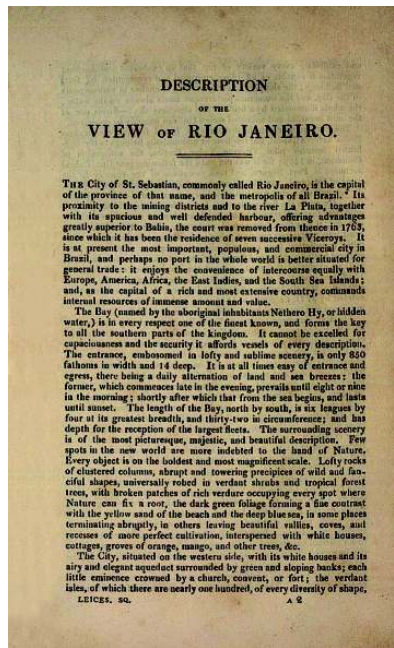 DESCRIPTION
OF THE
VIEW OF RIO JANEIRO.
THE City of St. Sebastian, commonly called Rio Janeiro, is the capital
of the province of that name, and the metropolis of all Brazil. Its
proximity to the mining districts and to the river La Plata, together
with its spacious and well defended harbour, offering advantages
greatly superior to Bahia, the court was removed from thence in 1763,
since which it has been the residence of seven successive Viceroys. It
is at present the most important, populous, and commercial city in
Brazil, and perhaps no port in the whole world is better situated for
general trade: it enjoys the convenience of intercourse equally with
Europe, America, Africa, the East Indies, and the South Sea Islands;
and, as the capital of a rich and most extensive country, commands
internal resources of immense amount and value.
The Bay (named by the aboriginal inhabitants Nethero Hy, or hidden
water,) is in every respect one of the finest known, and forms the key
to all the southern parts of the kingdom. It cannot be excelled for
capaciousness and the security it affords vessels of every description.
The entrance, embosomed in lofty and sublime scenery, is only 850
fathoms in width and 14 deep. It is at all times easy of entrance and
egress, there being a daily alternation of land and sea breezes: the
former, which commences late in the evening, prevails until eight or nine
in the morning; shortly after which that from the sea begins, and lasts
until sunset. The length of the Bay, north by south, is six leagues by
four at its greatest breadth, and thirty-two in circumference; and has
depth for the reception of the largest fleets. The surrounding scenery
is of the most picturesque, majestic, and beautiful description. Few
spots in the new world are more indebted to the hand of Nature.
Every object is on the boldest and most magnificent scale. Lofty rocks
of clustered columns, abrupt and towering precipices of wild and fan-
ciful shapes, universally robed in verdant shrubs and tropical forest
trees, with broken patches of rich verdure occupying every spot where
Nature can fix a root, the dark green foliage forming a fine contrast
with the yellow sand of the beach and the deep blue sea, in some places
terminating abruptly, in others leaving beautiful vallies, coves, and
recesses of more perfect cultivation, interspersed with white houses,
cottages, groves of orange, mango, and other trees, &c.
The City, situated on the western side, with its white houses and its
airy and elegant aqueduct surrounded by green and sloping banks; each
little eminence crowned by a church, convent, or fort; the verdant
isles, of which there are nearly one hundred, of every diversity of shape,
LEICES. SQ. A 2